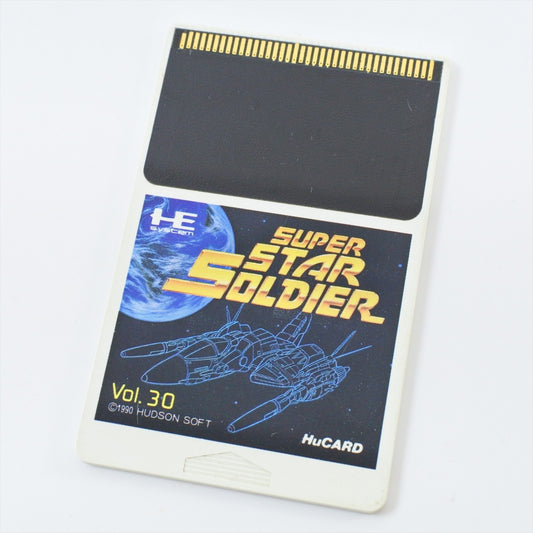 HE
SYSTEM
SUPER
STAR
SOLDIER
Vol. 30
©1990 HUDSON SOFT
HuCARD